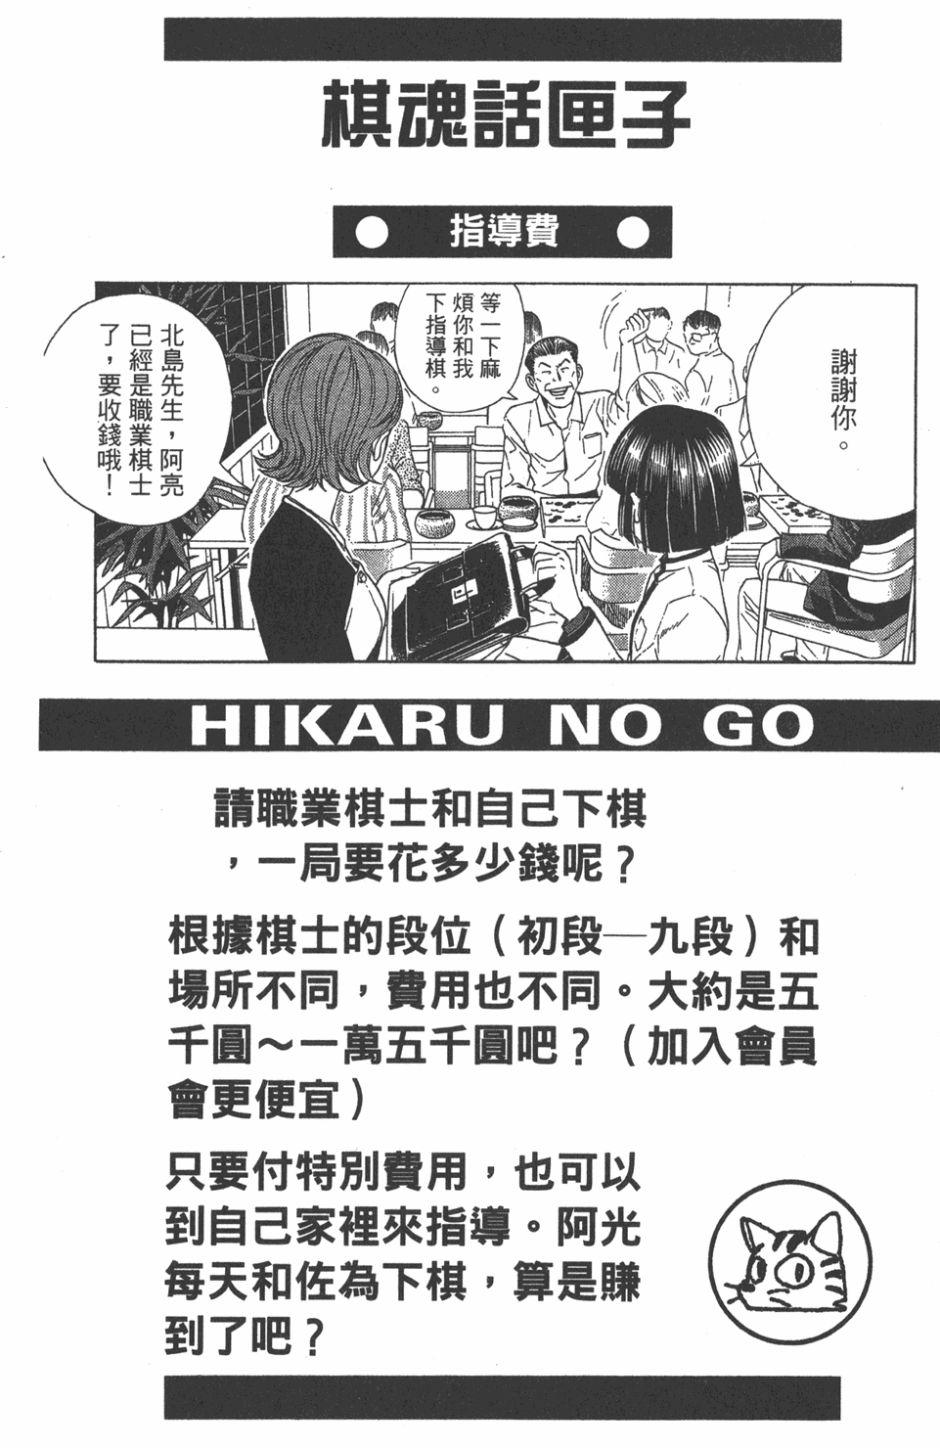 棋魂話匣子
指導費
謝謝你。
等一下麻
煩你和我
下指導棋。
北島先生，阿亮
已經是職業棋士
了，要收錢哦！
HIKARU NO GO
請職業棋士和自己下棋
，一局要花多少錢呢？
根據棋士的段位（初段─九段）和
場所不同，費用也不同。大約是五
千圓～一萬五千圓吧？（加入會員
會更便宜）
只要付特別費用，也可以
到自己家裡來指導。阿光
每天和佐為下棋，算是賺
到了吧？